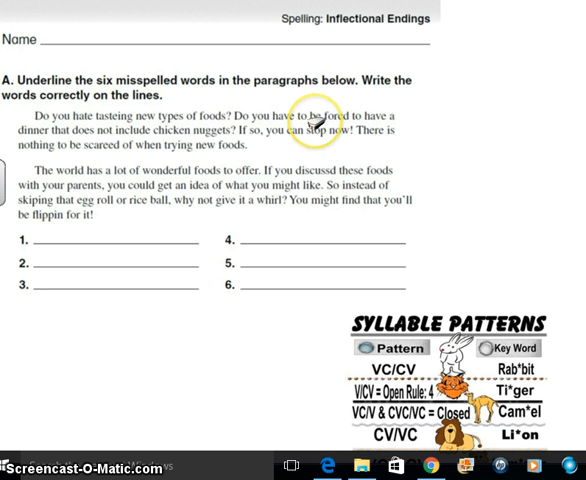 Spelling: Inflectional Endings
Name
A. Underline the six misspelled words in the paragraphs below. Write the
words correctly on the lines.
Do you hate tasteing new types of foods? Do you have to be fored to have a
dinner that does not include chicken nuggets? If so, you can stop now! There is
nothing to be scareed of when trying new foods.
The world has a lot of wonderful foods to offer. If you discussd these foods
with your parents, you could get an idea of what you might like. So instead of
skiping that egg roll or rice ball, why not give it a whirl? You might find that you'll
be flippin for it!
1. 4.
2. 5.
3. 6.
SYLLABLE PATTERNS
Pattern Key Word
VC/CV Rab*bit
V/CV = Open Rule: 4 Ti*ger
VC/V & CVC/VC = Closed Cam*el
CV/VC Li*on
Screencast-O-Matic.com